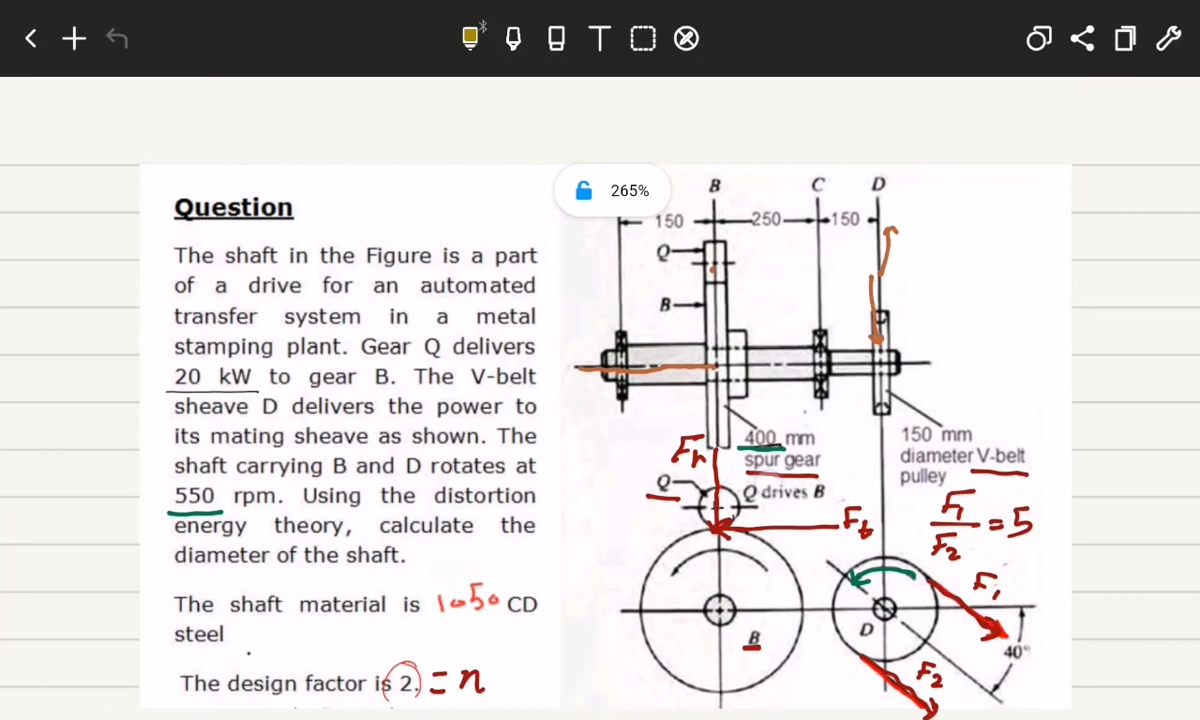 265%
Question
The shaft in the Figure is a part
of a drive for an automated
transfer system in a metal
stamping plant. Gear Q delivers
20 kW to gear B. The V-belt
sheave D delivers the power to
its mating sheave as shown. The
shaft carrying B and D rotates at
550 rpm. Using the distortion
energy theory, calculate the
diameter of the shaft.
The shaft material is 1050 CD
steel
The design factor is 2. = n
B C D
150 250 150
Q
B
400 mm
spur gear
150 mm
diameter V-belt
pulley
Fr
Q
Q drives B
Ft
F1/F2 = 5
F1
B
D
40°
F2